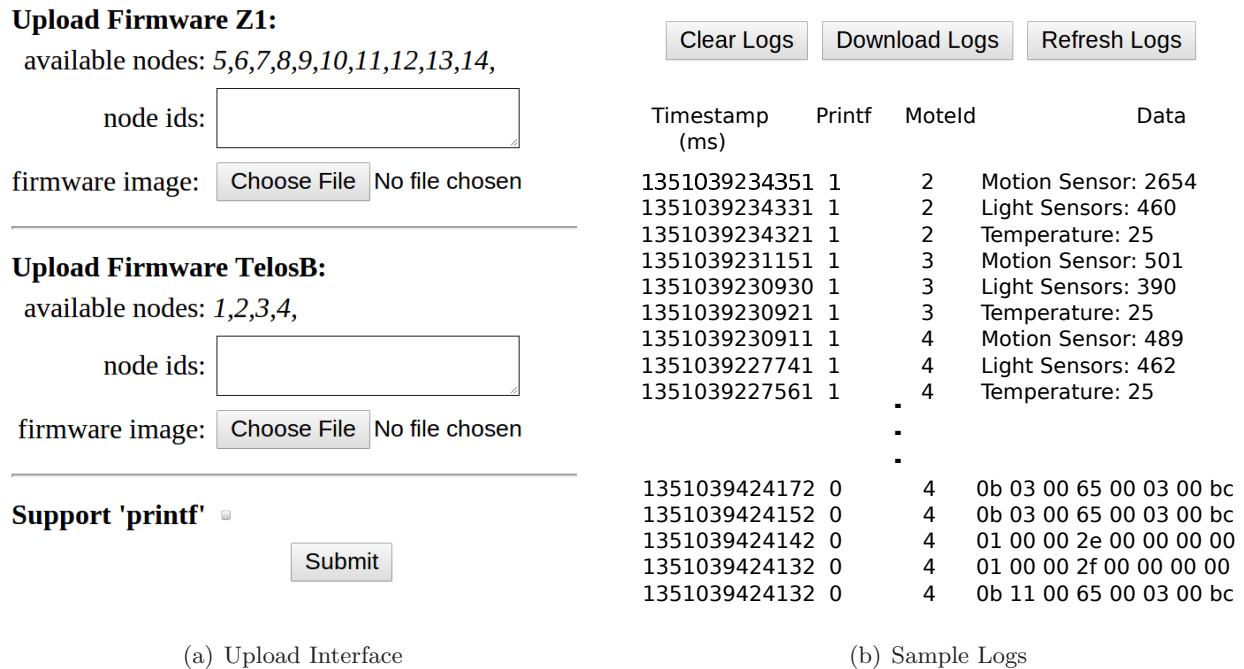 Upload Firmware Z1:
available nodes: 5,6,7,8,9,10,11,12,13,14,
node ids:
firmware image: Choose File No file chosen
Upload Firmware TelosB:
available nodes: 1,2,3,4,
node ids:
firmware image: Choose File No file chosen
Support 'printf'
Submit
(a) Upload Interface
Clear Logs Download Logs Refresh Logs
Timestamp Printf MoteId Data
(ms)
1351039234351 1 2 Motion Sensor: 2654
1351039234331 1 2 Light Sensors: 460
1351039234321 1 2 Temperature: 25
1351039231151 1 3 Motion Sensor: 501
1351039230930 1 3 Light Sensors: 390
1351039230921 1 3 Temperature: 25
1351039230911 1 4 Motion Sensor: 489
1351039227741 1 4 Light Sensors: 462
1351039227561 1 4 Temperature: 25
1351039424172 0 4 0b 03 00 65 00 03 00 bc
1351039424152 0 4 0b 03 00 65 00 03 00 bc
1351039424142 0 4 01 00 00 2e 00 00 00 00
1351039424132 0 4 01 00 00 2f 00 00 00 00
1351039424132 0 4 0b 11 00 65 00 03 00 bc
(b) Sample Logs